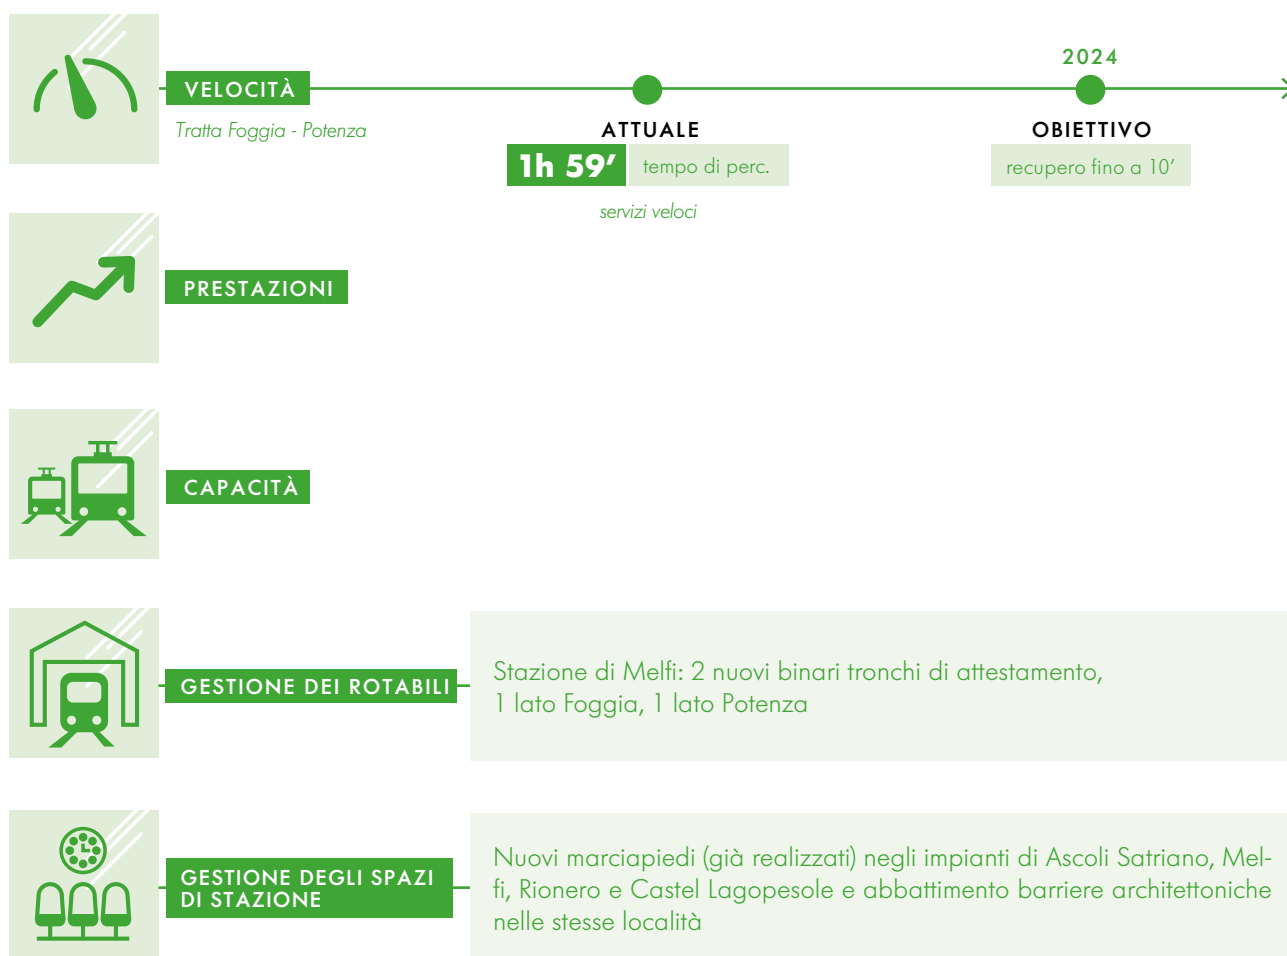 2024
VELOCITÀ
Tratta Foggia - Potenza
ATTUALE
OBIETTIVO
1h 59’ tempo di perc.
recupero fino a 10’
servizi veloci
PRESTAZIONI
CAPACITÀ
GESTIONE DEI ROTABILI
Stazione di Melfi: 2 nuovi binari tronchi di attestamento,
1 lato Foggia, 1 lato Potenza
GESTIONE DEGLI SPAZI
DI STAZIONE
Nuovi marciapiedi (già realizzati) negli impianti di Ascoli Satriano, Mel-
fi, Rionero e Castel Lagopesole e abbattimento barriere architettoniche
nelle stesse località